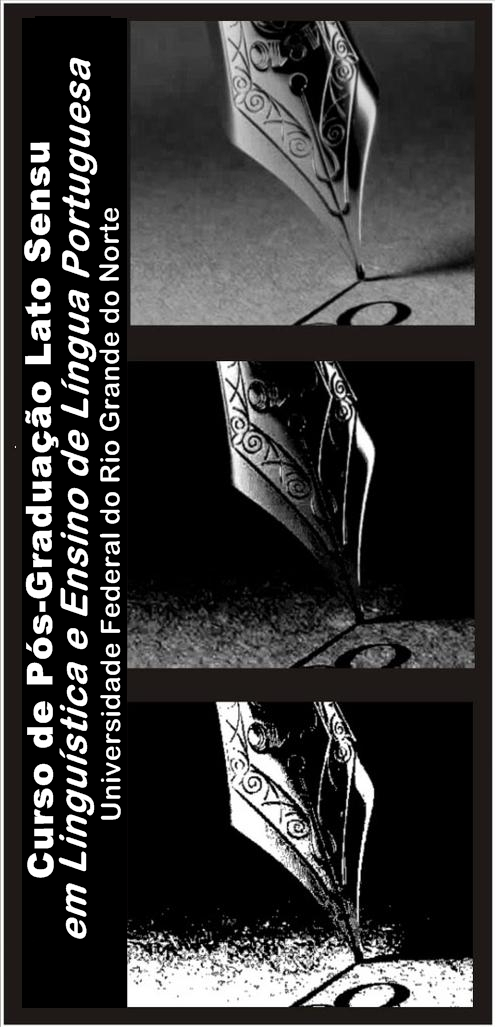 Curso de Pós-Graduação Lato Sensu
em Linguística e Ensino de Língua Portuguesa
Universidade Federal do Rio Grande do Norte